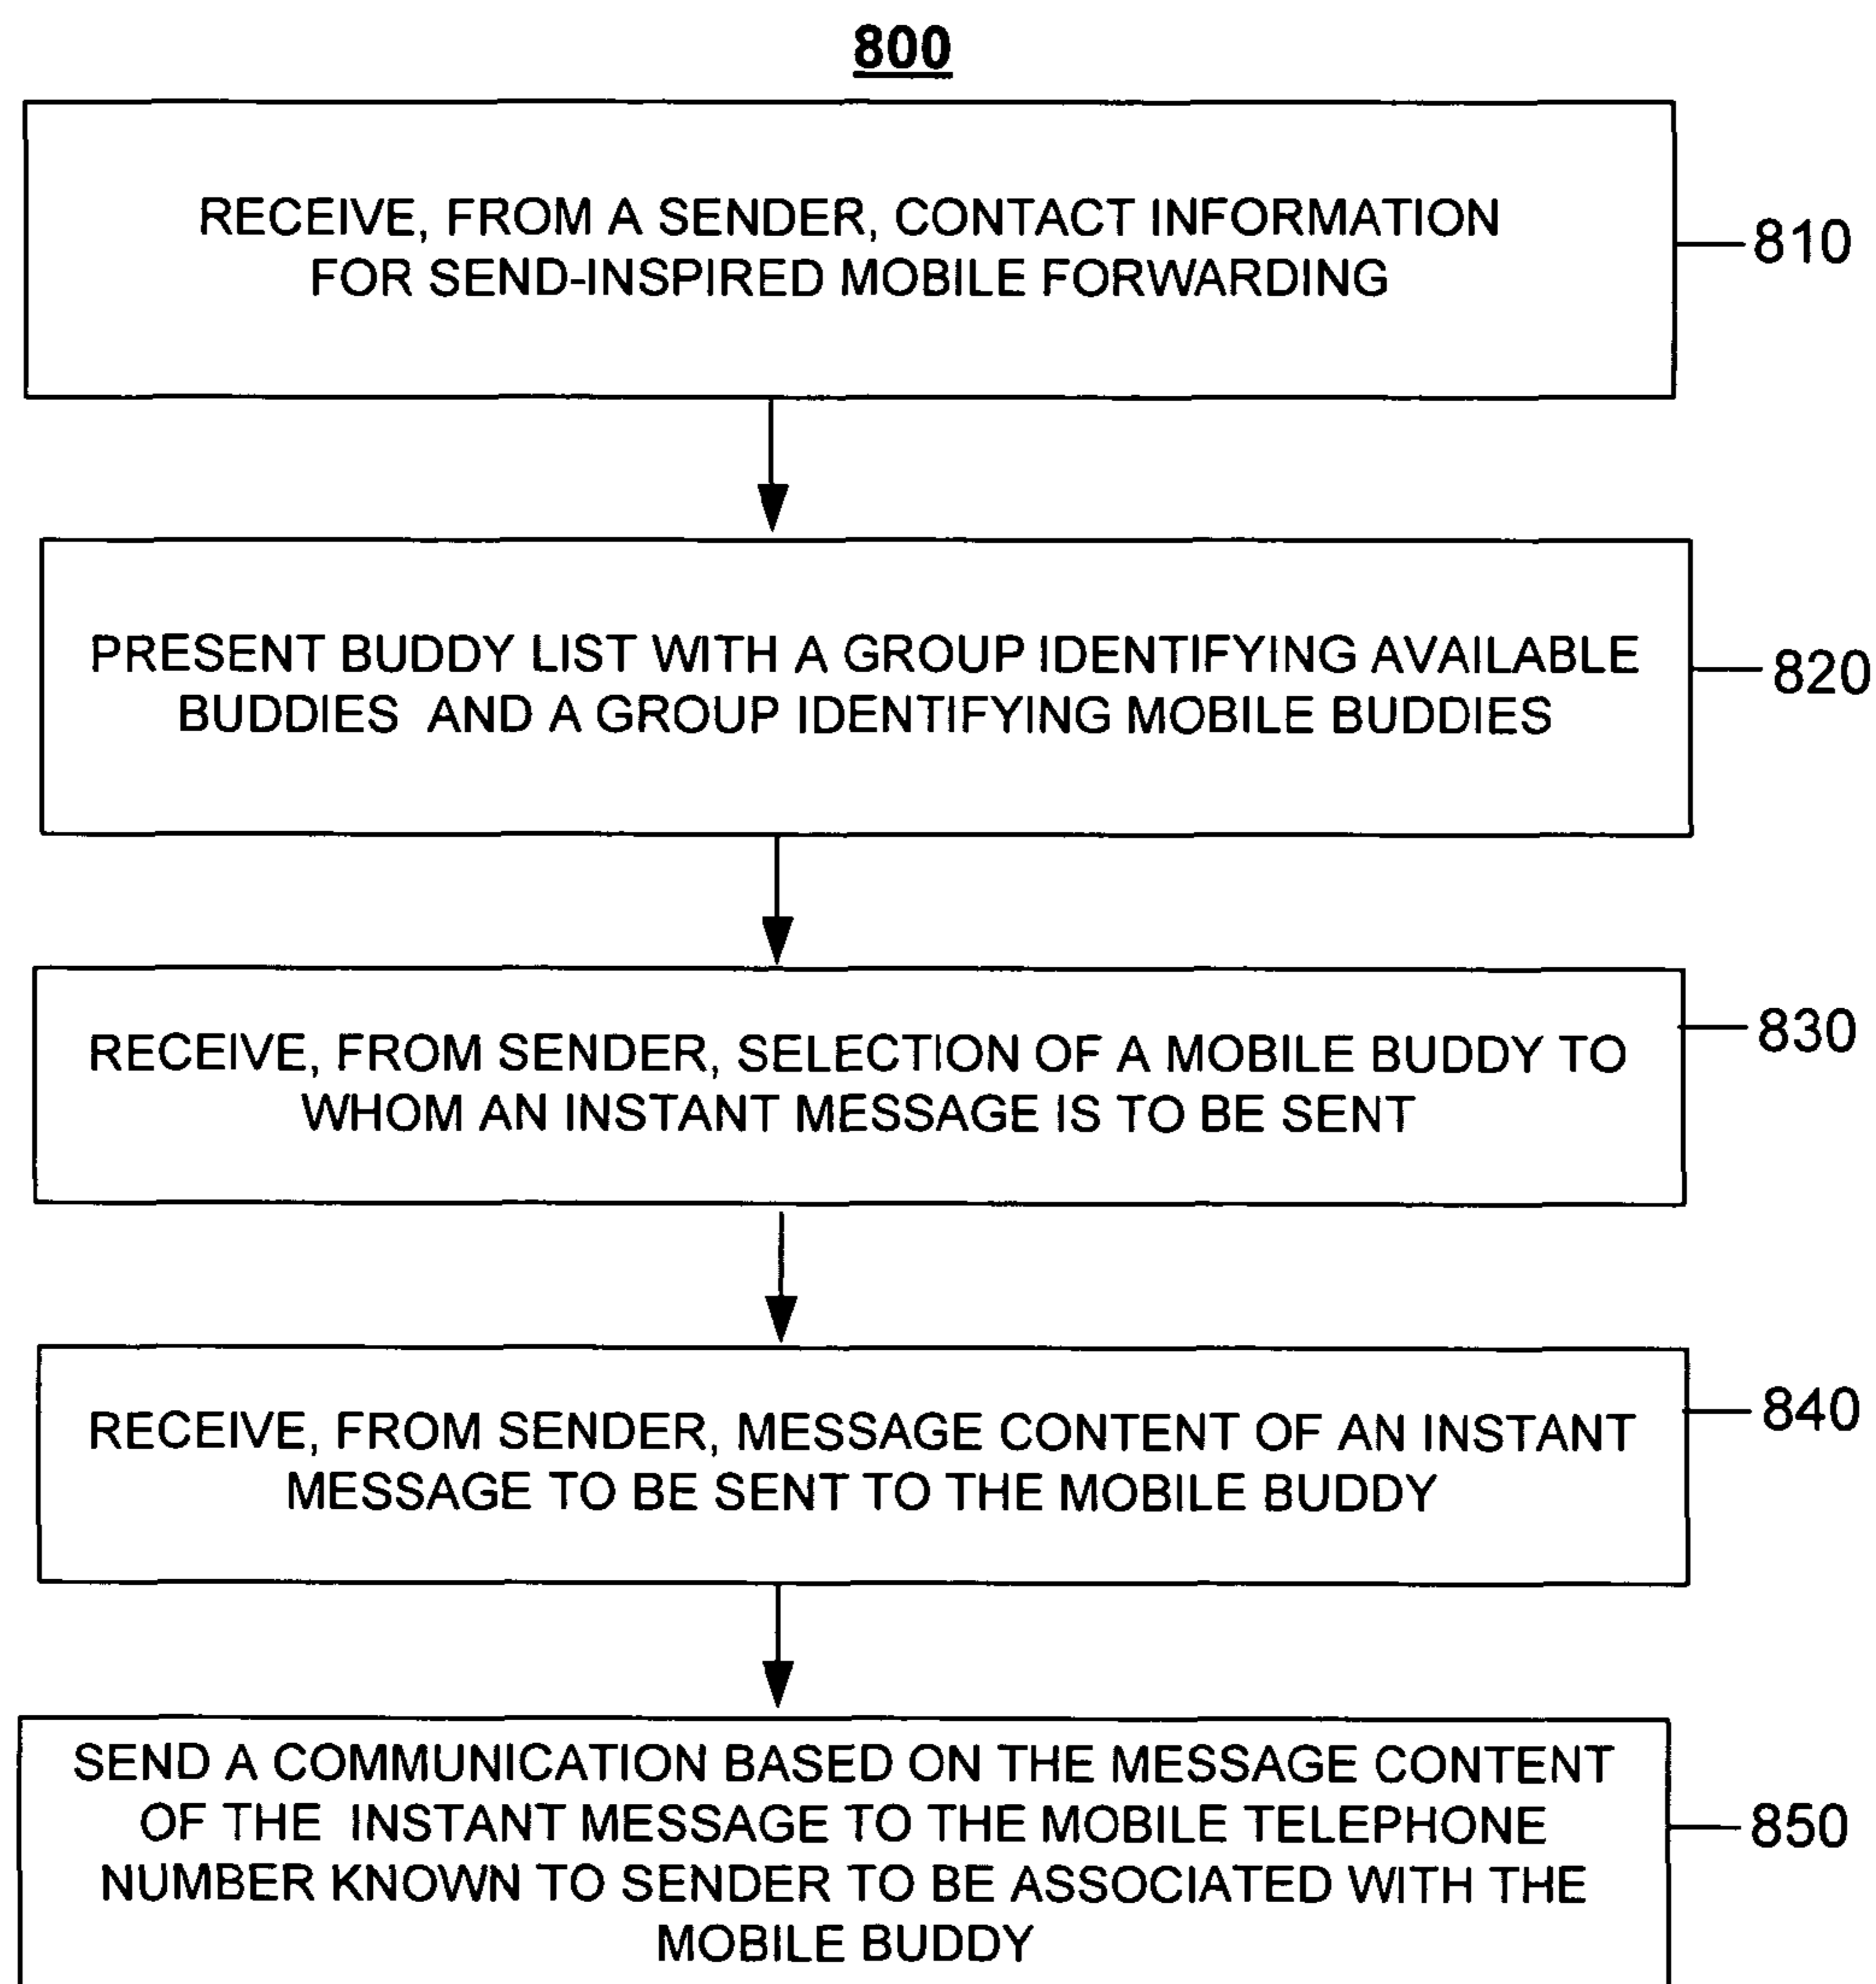 800
RECEIVE, FROM A SENDER, CONTACT INFORMATION
FOR SEND-INSPIRED MOBILE FORWARDING
810
PRESENT BUDDY LIST WITH A GROUP IDENTIFYING AVAILABLE
BUDDIES AND A GROUP IDENTIFYING MOBILE BUDDIES
820
RECEIVE, FROM SENDER, SELECTION OF A MOBILE BUDDY TO
WHOM AN INSTANT MESSAGE IS TO BE SENT
830
RECEIVE, FROM SENDER, MESSAGE CONTENT OF AN INSTANT
MESSAGE TO BE SENT TO THE MOBILE BUDDY
840
SEND A COMMUNICATION BASED ON THE MESSAGE CONTENT
OF THE INSTANT MESSAGE TO THE MOBILE TELEPHONE
NUMBER KNOWN TO SENDER TO BE ASSOCIATED WITH THE
MOBILE BUDDY
850